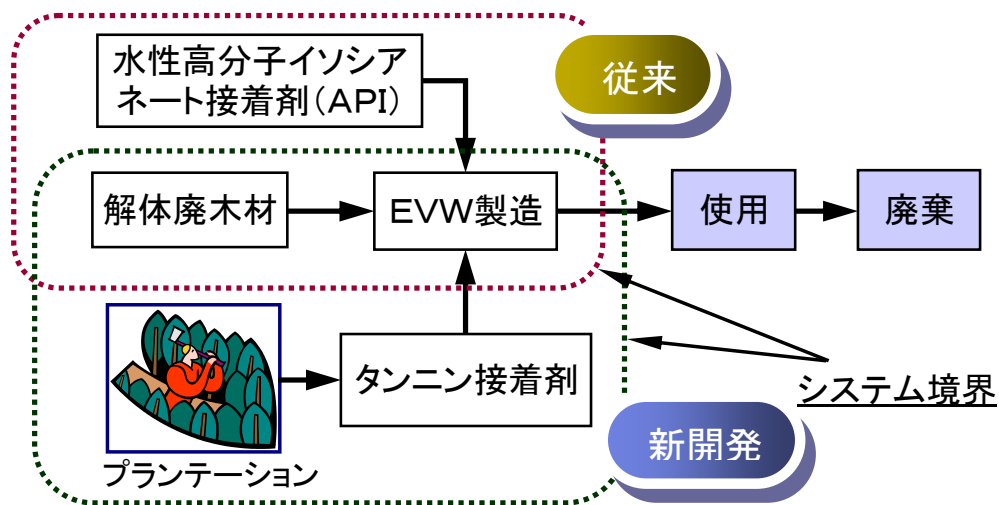 水性高分子イソシア
ネート接着剤(API)
従来
解体廃木材
EVW製造
使用
廃棄
タンニン接着剤
システム境界
新開発
プランテーション